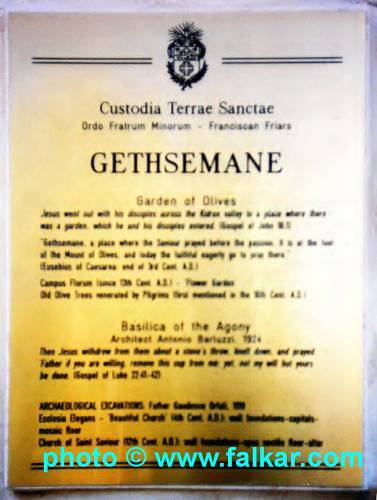 Custodia Terrae Sanctae
Ordo Fratrum Minorum - Franciscan Friars
GETHSEMANE
Garden of Olives
Jesus went out with his disciples across the Kidron valley to a place where there
was a garden, which he and his disciples entered. (Gospel of John 18:1)
"Gethsemane, a place where the Saviour prayed before the passion. It is at the foot
of the Mount of Olives, and today the faithful eagerly go to pray there."
(Eusebius of Caesarea: end of 3rd Cent. A.D.)
Campus Florum (since 13th Cent. A.D.) - Flower Garden
Old Olive Trees venerated by Pilgrims (first mentioned in the 16th Cent. A.D.)
Basilica of the Agony
Architect Antonio Barluzzi, 1924
Then Jesus withdrew from them about a stone's throw, knelt down, and prayed,
'Father if you are willing, remove this cup from me; yet, not my will but yours
be done. (Gospel of Luke 22:41-42)
ARCHAEOLOGICAL EXCAVATIONS: Father Gaudence Orfali,
Ecclesia Elegans - 'Beautiful Church' (4th Cent. A.D.): wall foundations-capitals-
mosaic floor
Church of Saint Saviour (12th Cent. A.D.): wall foundations-opus sectile floor-altar
photo © www.falkar.com